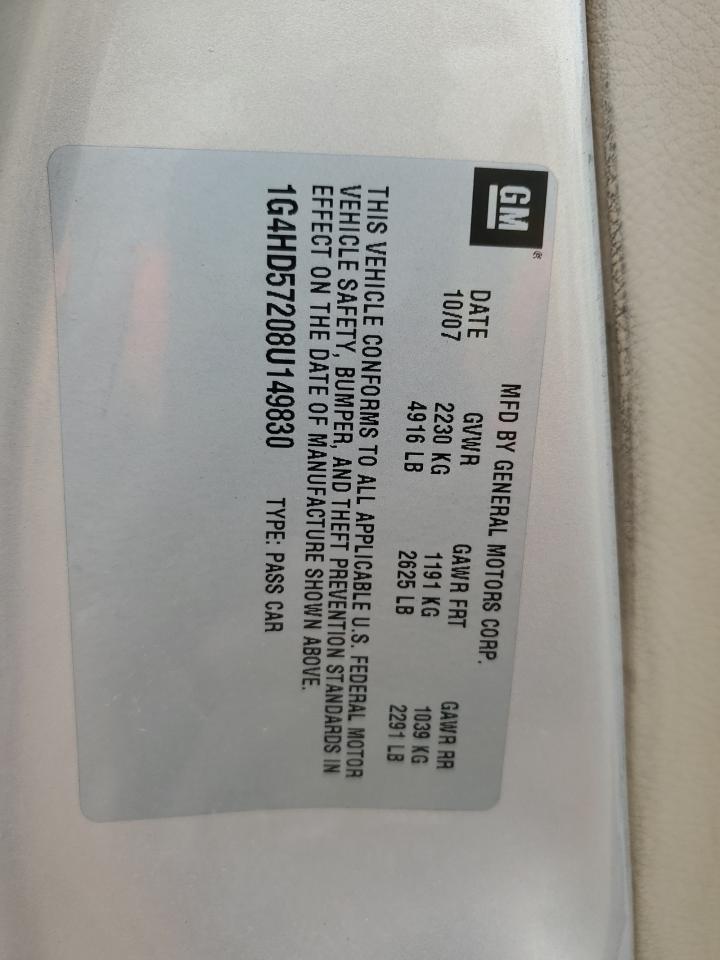 GM®
MFD BY GENERAL MOTORS CORP.
DATE GVWR GAWR FRT GAWR RR
10/07 2230 KG 1191 KG 1039 KG
4916 LB 2625 LB 2291 LB
THIS VEHICLE CONFORMS TO ALL APPLICABLE U.S. FEDERAL MOTOR
VEHICLE SAFETY, BUMPER, AND THEFT PREVENTION STANDARDS IN
EFFECT ON THE DATE OF MANUFACTURE SHOWN ABOVE.
1G4HD57208U149830 TYPE: PASS CAR